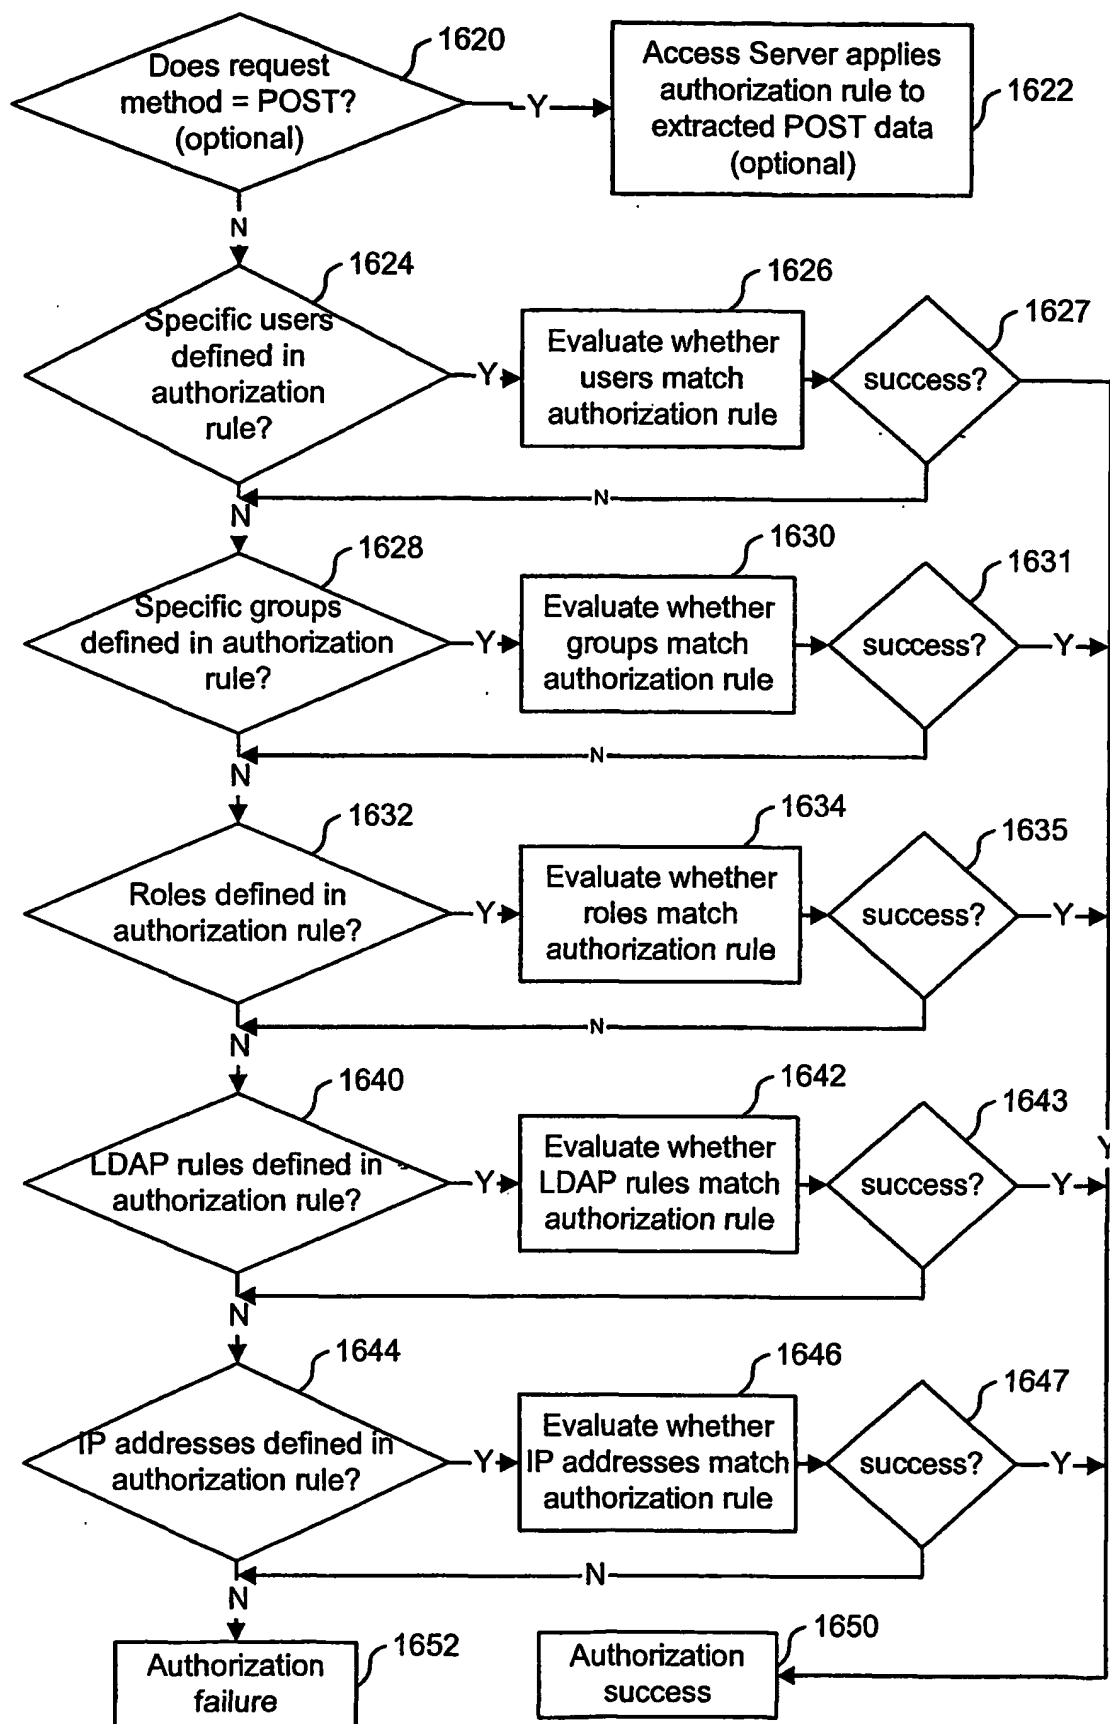 Does request
method = POST?
(optional)
1620
Y
Access Server applies
authorization rule to
extracted POST data
(optional)
1622
N
Specific users
defined in
authorization
rule?
1624
Y
Evaluate whether
users match
authorization rule
1626
success?
1627
N
N
Specific groups
defined in authorization
rule?
1628
Y
Evaluate whether
groups match
authorization rule
1630
success?
1631
Y
N
N
Roles defined in
authorization rule?
1632
Y
Evaluate whether
roles match
authorization rule
1634
success?
1635
Y
N
N
LDAP rules defined in
authorization rule?
1640
Y
Evaluate whether
LDAP rules match
authorization rule
1642
success?
1643
Y
Y
N
IP addresses defined in
authorization rule?
1644
Y
Evaluate whether
IP addresses match
authorization rule
1646
success?
1647
Y
N
N
Authorization
failure
1652
Authorization
success
1650